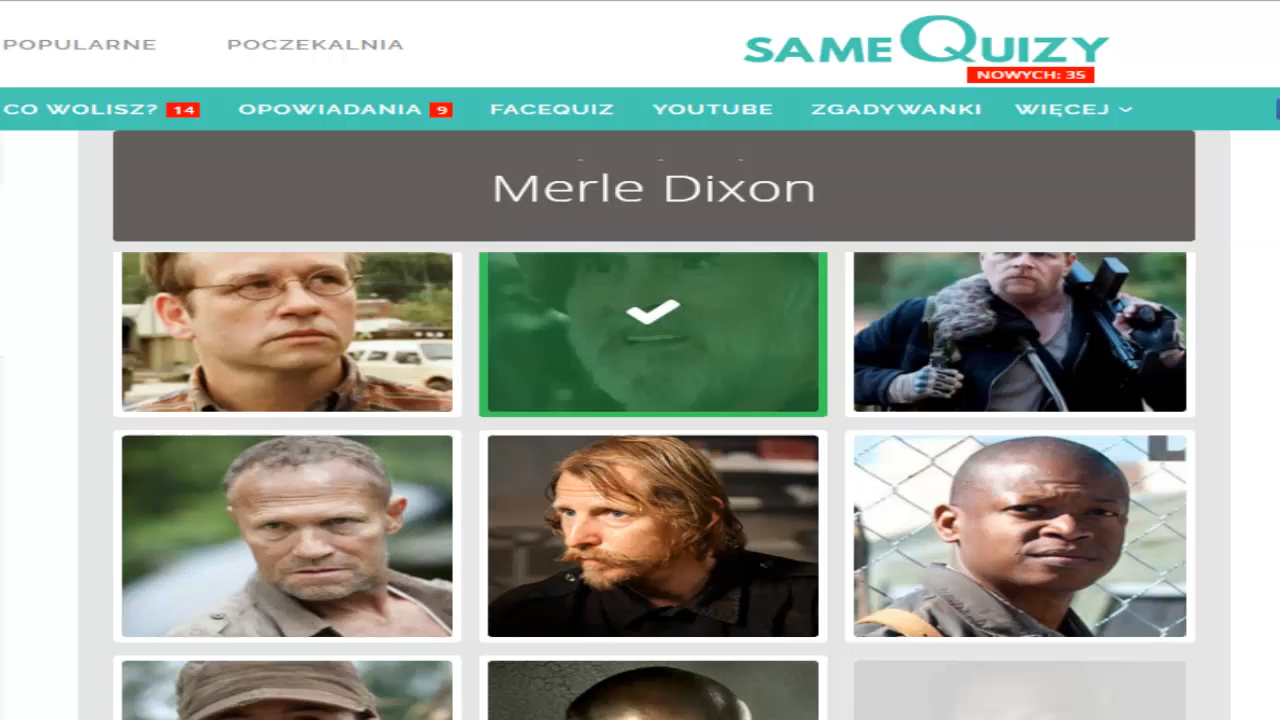 POPULARNE POCZEKALNIA SAMEQUIZY
NOWYCH: 35
CO WOLISZ? 14 OPOWIADANIA 9 FACEQUIZ YOUTUBE ZGADYWANKI WIĘCEJ
Merle Dixon